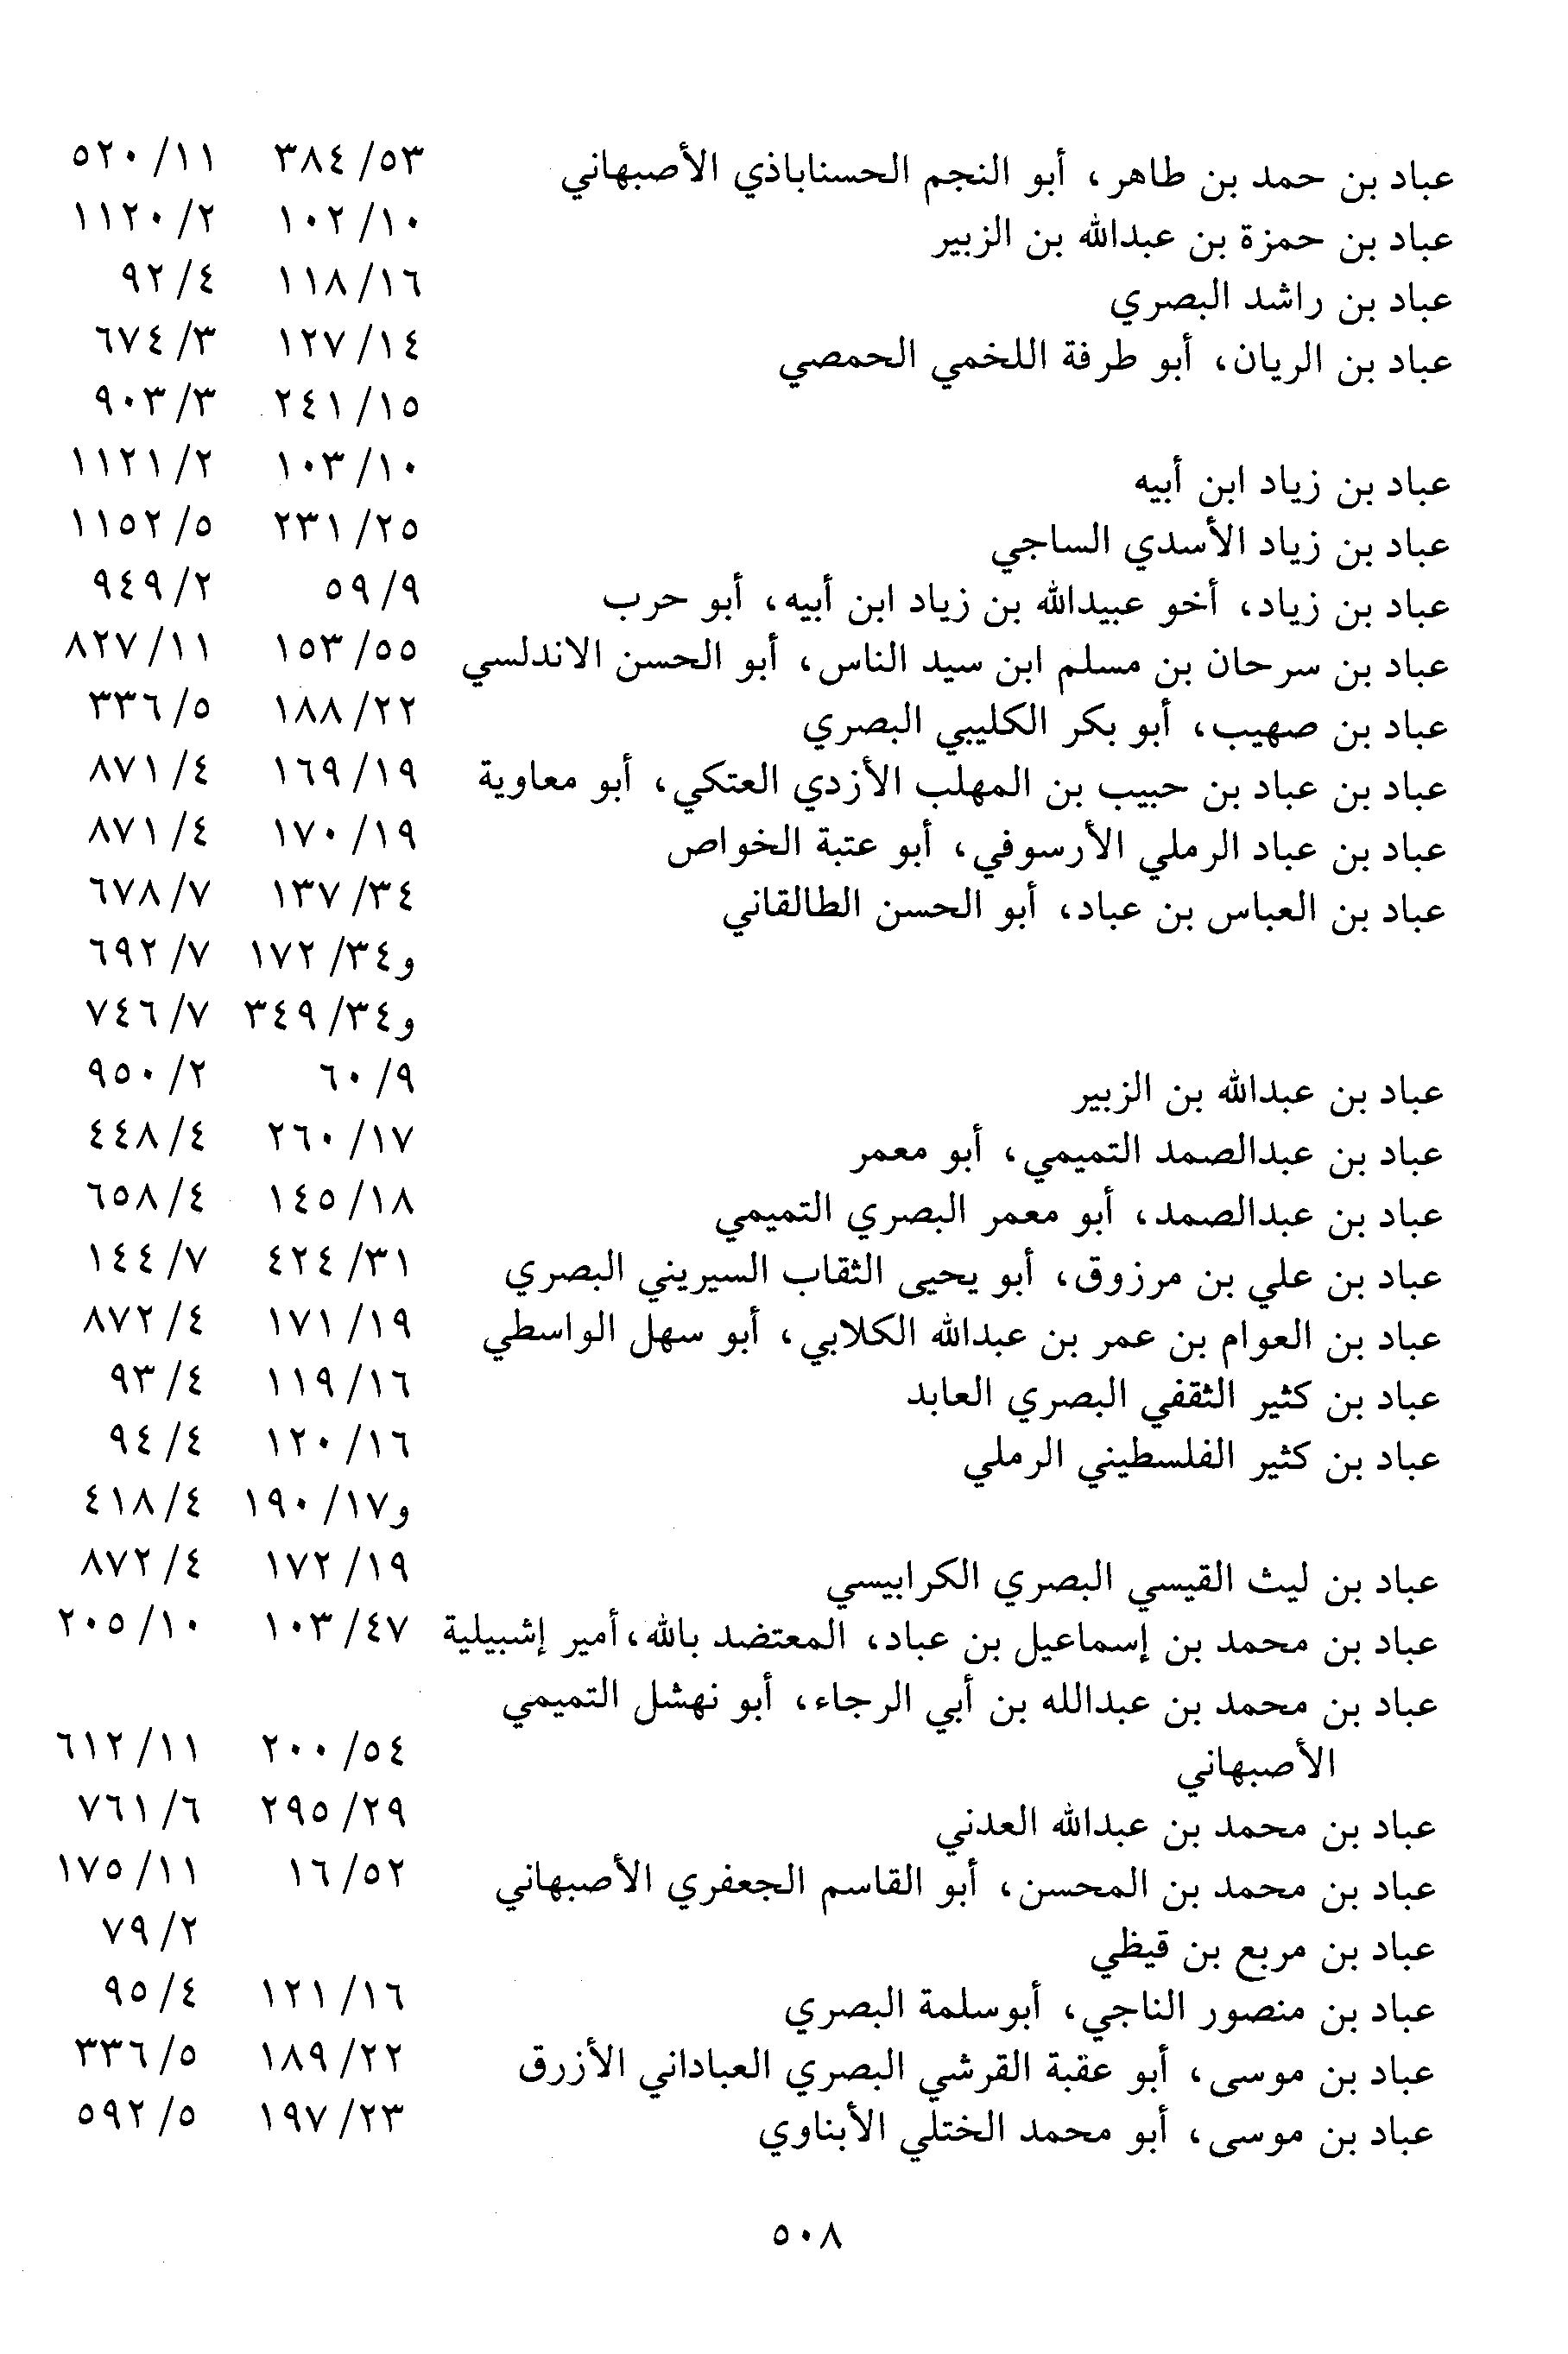 عباد بن حمد بن طاهر، أبو النجم الحسناباذي الأصبهاني ٥٣/ ٣٨٤ ١١/ ٥٢٠
عباد بن حمزة بن عبدالله بن الزبير ١٠/ ١٠٢ ٢/ ١١٢٠
عباد بن راشد البصري ١٦/ ١١٨ ٤/ ٩٢
عباد بن الريان، أبو طرفة اللخمي الحمصي ١٤/ ١٢٧ ٣/ ٦٧٤
١٥/ ٢٤١ ٣/ ٩٠٣
عباد بن زياد ابن أبيه ١٠/ ١٠٣ ٢/ ١١٢١
عباد بن زياد الأسدي الساجي ٢٥/ ٢٣١ ٥/ ١١٥٢
عباد بن زياد، أخو عبيدالله بن زياد ابن أبيه، أبو حرب ٩/ ٥٩ ٢/ ٩٤٩
عباد بن سرحان بن مسلم ابن سيد الناس، أبو الحسن الاندلسي ٥٥/ ١٥٣ ١١/ ٨٢٧
عباد بن صهيب، أبو بكر الكليبي البصري ٢٢/ ١٨٨ ٥/ ٣٣٦
عباد بن عباد بن حبيب بن المهلب الأزدي العتكي، أبو معاوية ١٩/ ١٦٩ ٤/ ٨٧١
عباد بن عباد الرملي الأرسوفي، أبو عتبة الخواص ١٩/ ١٧٠ ٤/ ٨٧١
عباد بن العباس بن عباد، أبو الحسن الطالقاني ٣٤/ ١٣٧ ٧/ ٦٧٨
و٣٤/ ١٧٢ ٧/ ٦٩٢
و٣٤/ ٣٤٩ ٧/ ٧٤٦
عباد بن عبدالله بن الزبير ٩/ ٦٠ ٢/ ٩٥٠
عباد بن عبدالصمد التميمي، أبو معمر ١٧/ ٢٦٠ ٤/ ٤٤٨
عباد بن عبدالصمد، أبو معمر البصري التميمي ١٨/ ١٤٥ ٤/ ٦٥٨
عباد بن علي بن مرزوق، أبو يحيى الثقاب السيريني البصري ٣١/ ٤٢٤ ٧/ ١٤٤
عباد بن العوام بن عمر بن عبدالله الكلابي، أبو سهل الواسطي ١٩/ ١٧١ ٤/ ٨٧٢
عباد بن كثير الثقفي البصري العابد ١٦/ ١١٩ ٤/ ٩٣
عباد بن كثير الفلسطيني الرملي ١٦/ ١٢٠ ٤/ ٩٤
و١٧/ ١٩٠ ٤/ ٤١٨
عباد بن ليث القيسي البصري الكرابيسي ١٩/ ١٧٢ ٤/ ٨٧٢
عباد بن محمد بن إسماعيل بن عباد، المعتضد بالله، أمير إشبيلية ٤٧/ ١٠٣ ١٠/ ٢٠٥
عباد بن محمد بن عبدالله بن أبي الرجاء، أبو نهشل التميمي
الأصبهاني ٥٤/ ٢٠٠ ١١/ ٦١٢
عباد بن محمد بن عبدالله العدني ٢٩/ ٢٩٥ ٦/ ٧٦١
عباد بن محمد بن المحسن، أبو القاسم الجعفري الأصبهاني ٥٢/ ١٦ ١١/ ١٧٥
عباد بن مربع بن قيظي ٢/ ٧٩
عباد بن منصور الناجي، أبوسلمة البصري ١٦/ ١٢١ ٤/ ٩٥
عباد بن موسى، أبو عقبة القرشي البصري العباداني الأزرق ٢٢/ ١٨٩ ٥/ ٣٣٦
عباد بن موسى، أبو محمد الختلي الأبناوي ٢٣/ ١٩٧ ٥/ ٥٩٢
٥٠٨